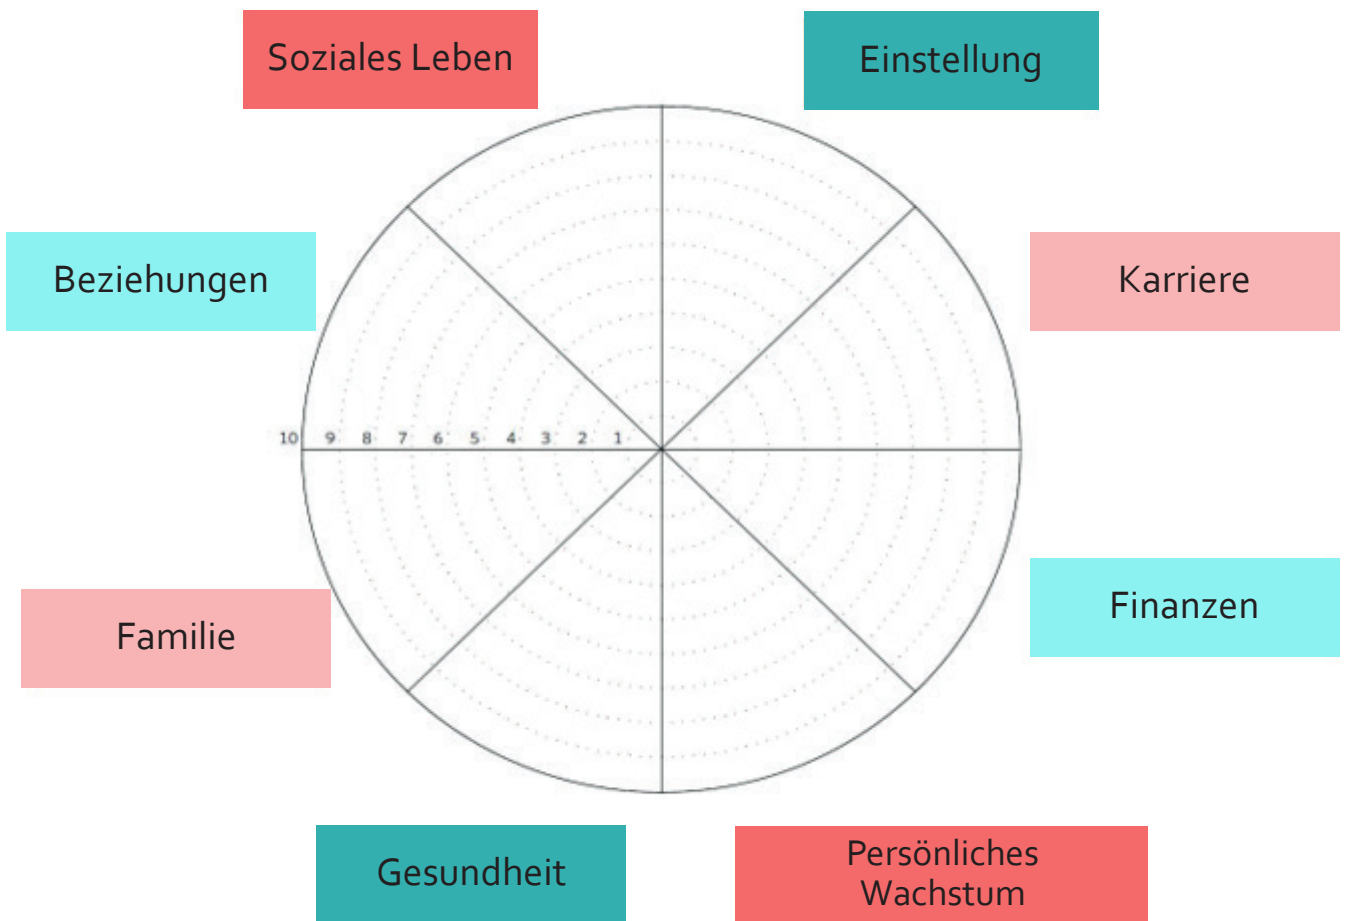 Soziales Leben
Einstellung
Beziehungen
Karriere
10 9 8 7 6 5 4 3 2 1
Familie
Finanzen
Gesundheit
Persönliches
Wachstum